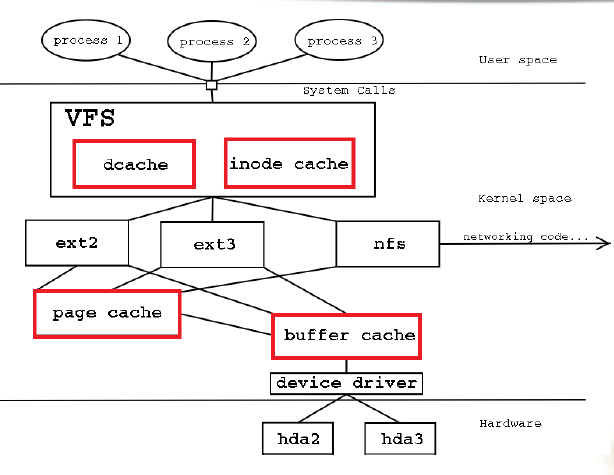 process 1
process 2
process 3
User space
System Calls
VFS
dcache
inode cache
Kernel space
ext2
ext3
nfs
networking code...
page cache
buffer cache
device driver
Hardware
hda2
hda3